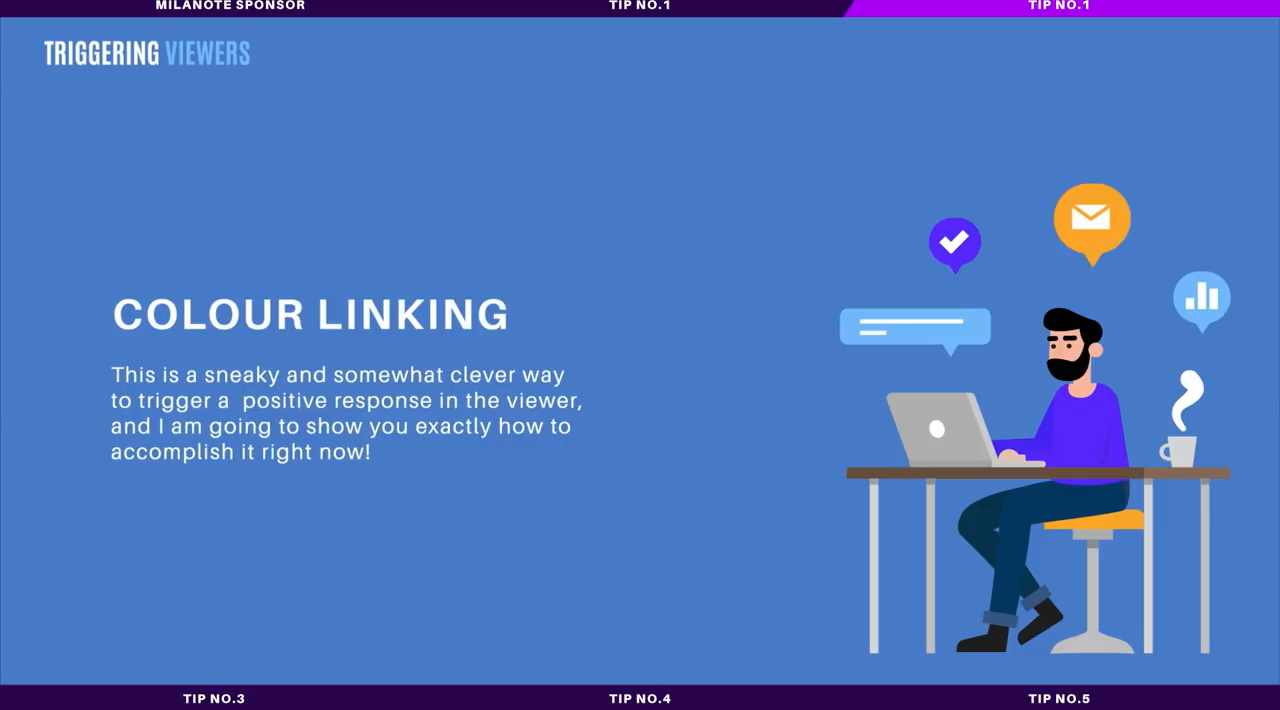 MILANOTE SPONSOR
TIP NO.1
TIP NO.1
TRIGGERING VIEWERS
COLOUR LINKING
This is a sneaky and somewhat clever way
to trigger a  positive response in the viewer,
and I am going to show you exactly how to
accomplish it right now!
TIP NO.3
TIP NO.4
TIP NO.5